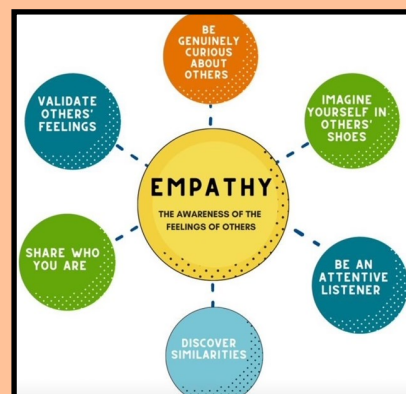 BE
GENUINELY
CURIOUS
ABOUT
OTHERS
VALIDATE
OTHERS'
FEELINGS
IMAGINE
YOURSELF IN
OTHERS'
SHOES
EMPATHY
THE AWARENESS OF THE
FEELINGS OF OTHERS
SHARE WHO
YOU ARE
BE AN
ATTENTIVE
LISTENER
DISCOVER
SIMILARITIES